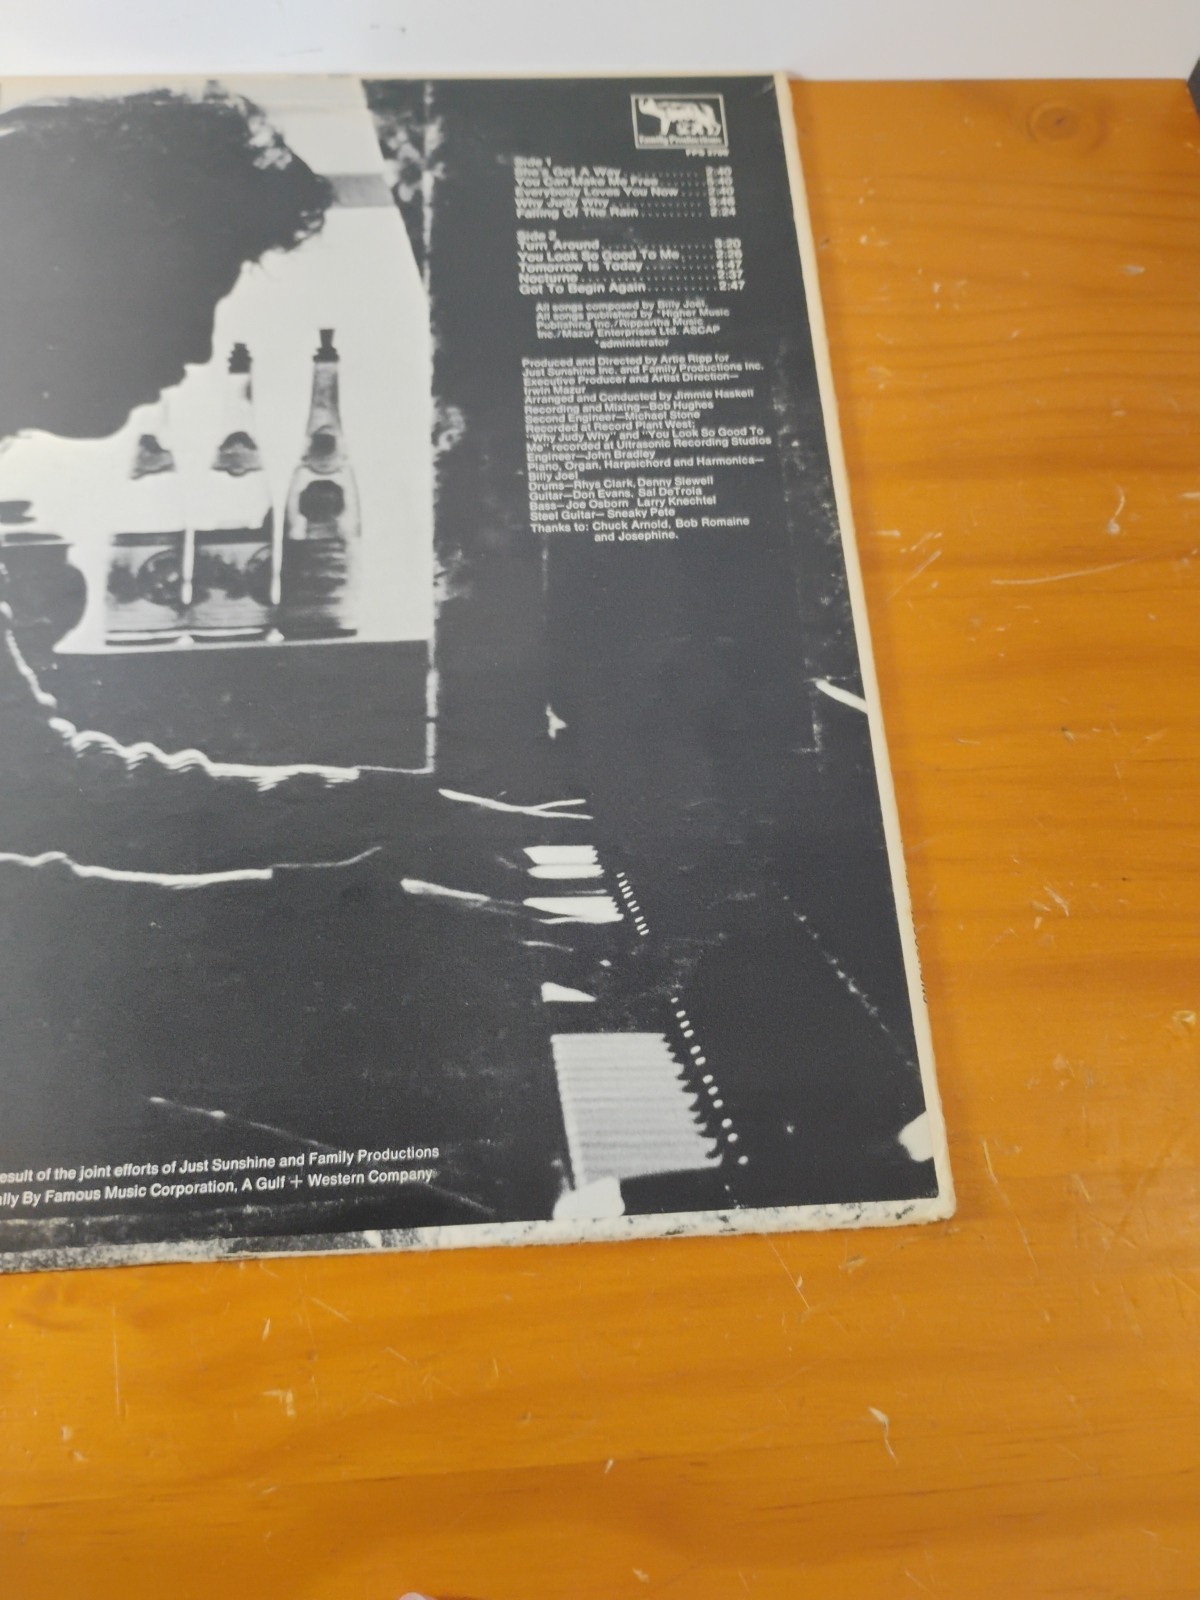 Family Productions
FPS 2700
Side 1
She's Got A Way 2:40
You Can Make Me Free 5:40
Everybody Loves You Now 2:40
Why Judy Why 3:46
Falling Of The Rain 2:24
Side 2
Turn Around 3:20
You Look So Good To Me 2:26
Tomorrow Is Today 4:47
Nocturne 2:37
Got To Begin Again 2:47
All songs composed by Billy Joel.
All songs published by *Higher Music
Publishing Inc./Rippartha Music
Inc./Mazur Enterprises Ltd. ASCAP
*administrator
Produced and Directed by Artie Ripp for
Just Sunshine Inc. and Family Productions Inc.
Executive Producer and Artist Direction—
Irwin Mazur
Arranged and Conducted by Jimmie Haskell
Recording and Mixing—Bob Hughes
Second Engineer—Michael Stone
Recorded at Record Plant West;
"Why Judy Why" and "You Look So Good To
Me" recorded at Ultrasonic Recording Studios
Engineer—John Bradley
Piano, Organ, Harpsichord and Harmonica—
Billy Joel
Drums—Rhys Clark, Denny Siewell
Guitar—Don Evans, Sal DeTroia
Bass—Joe Osborn Larry Knechtel
Steel Guitar—Sneaky Pete
Thanks to: Chuck Arnold, Bob Romaine
and Josephine.
esult of the joint efforts of Just Sunshine and Family Productions
lly By Famous Music Corporation, A Gulf + Western Company